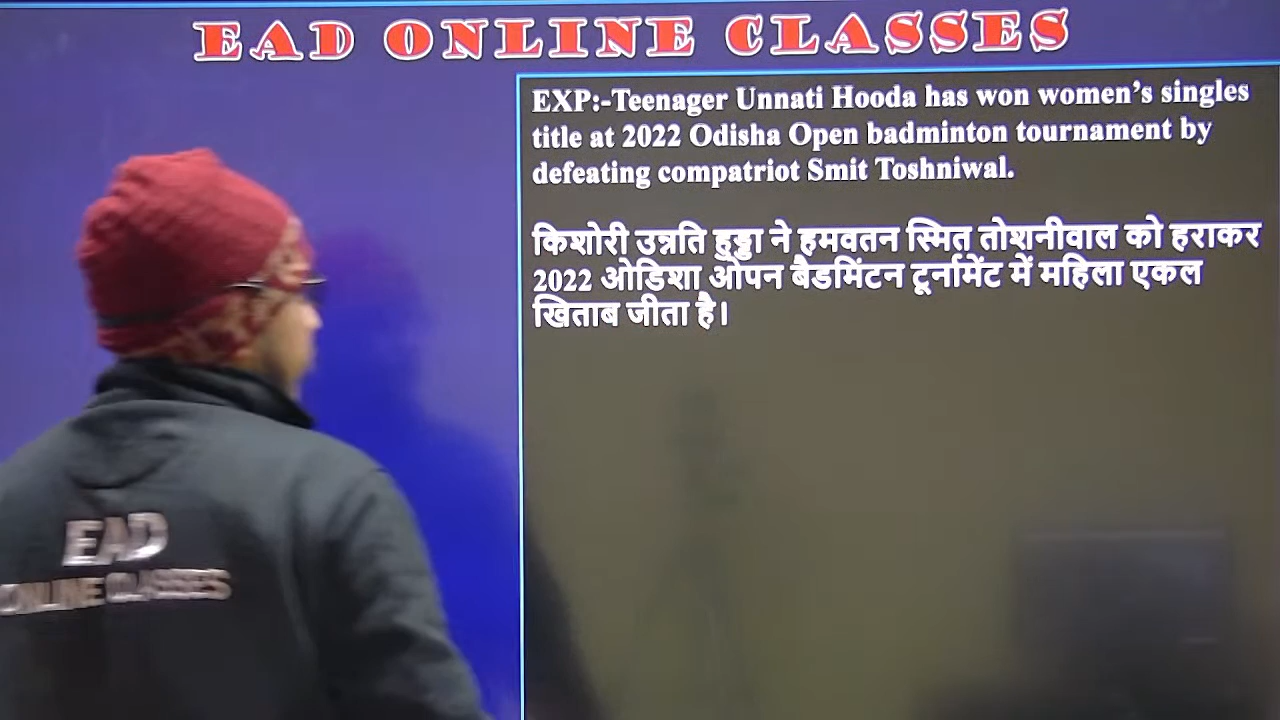 EAD ONLINE CLASSES
EXP:-Teenager Unnati Hooda has won women's singles
title at 2022 Odisha Open badminton tournament by
defeating compatriot Smit Toshniwal.
किशोरी उन्नति हुड्डा ने हमवतन स्मित तोशनीवाल को हराकर
2022 ओडिशा ओपन बैडमिंटन टूर्नामेंट में महिला एकल
खिताब जीता है।
EAD
ONLINE CLASSES